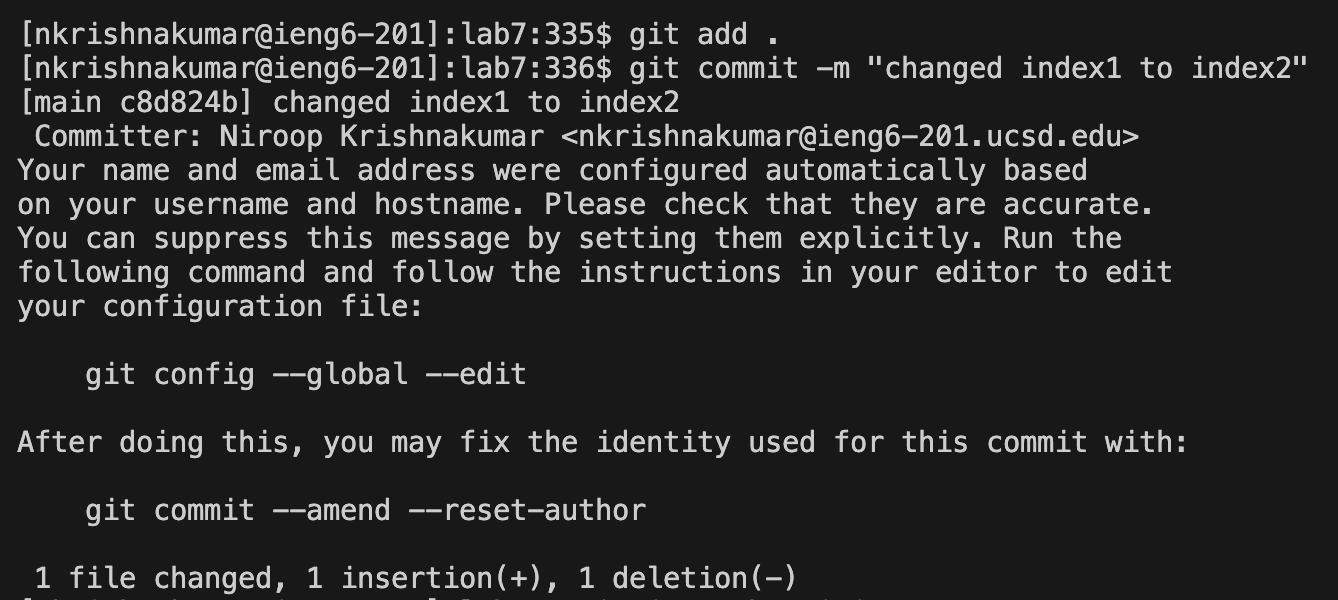 [nkrishnakumar@ieng6-201]:lab7:335$ git add .
[nkrishnakumar@ieng6-201]:lab7:336$ git commit -m "changed index1 to index2"
[main c8d824b] changed index1 to index2
 Committer: Niroop Krishnakumar <nkrishnakumar@ieng6-201.ucsd.edu>
Your name and email address were configured automatically based
on your username and hostname. Please check that they are accurate.
You can suppress this message by setting them explicitly. Run the
following command and follow the instructions in your editor to edit
your configuration file:

    git config --global --edit

After doing this, you may fix the identity used for this commit with:

    git commit --amend --reset-author

 1 file changed, 1 insertion(+), 1 deletion(-)